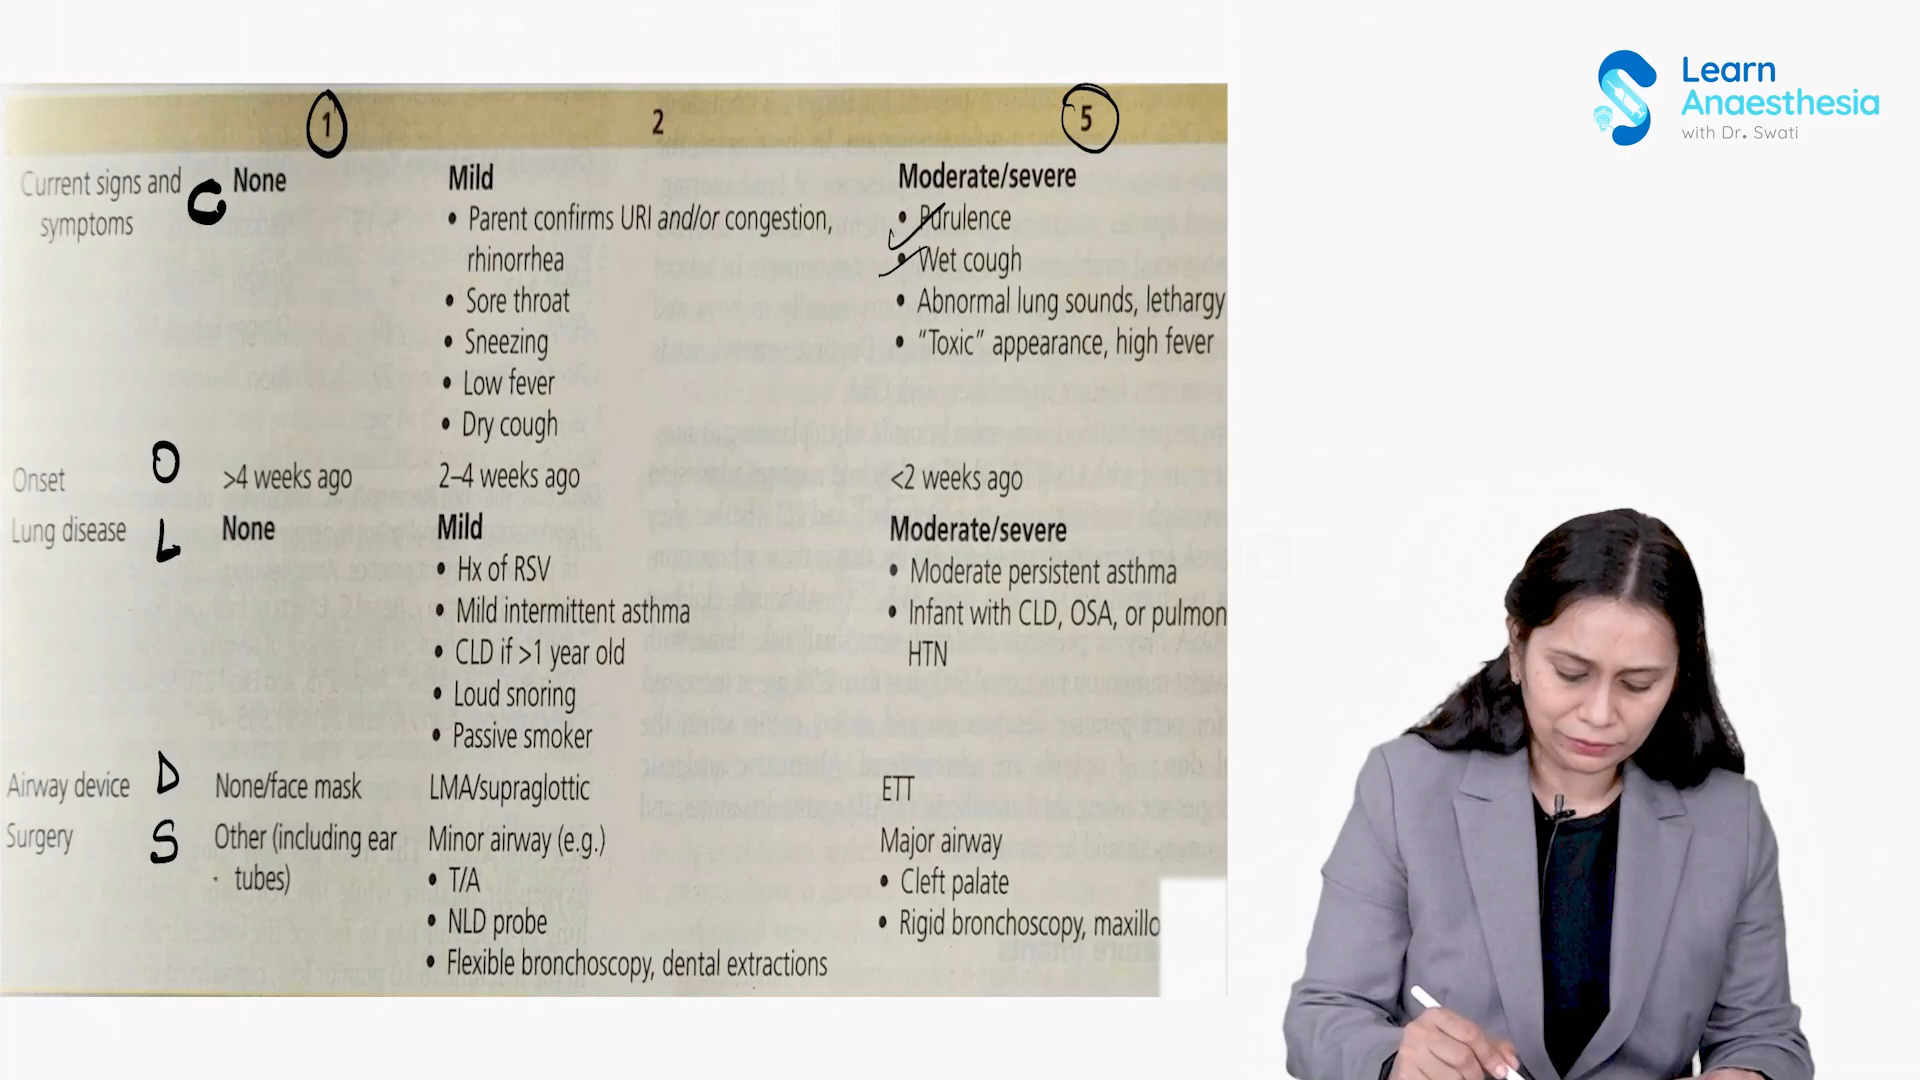 Learn
Anaesthesia
with Dr. Swati
1 2 5
Current signs and symptoms C None Mild Moderate/severe
• Parent confirms URI and/or congestion, rhinorrhea
• Sore throat
• Sneezing
• Low fever
• Dry cough
• Purulence
• Wet cough
• Abnormal lung sounds, lethargy
• “Toxic” appearance, high fever
Onset O >4 weeks ago 2–4 weeks ago <2 weeks ago
Lung disease L None Mild Moderate/severe
• Hx of RSV
• Mild intermittent asthma
• CLD if >1 year old
• Loud snoring
• Passive smoker
• Moderate persistent asthma
• Infant with CLD, OSA, or pulmon
HTN
Airway device D None/face mask LMA/supraglottic ETT
Surgery S Other (including ear tubes) Minor airway (e.g.) Major airway
• T/A
• NLD probe
• Flexible bronchoscopy, dental extractions
• Cleft palate
• Rigid bronchoscopy, maxillo